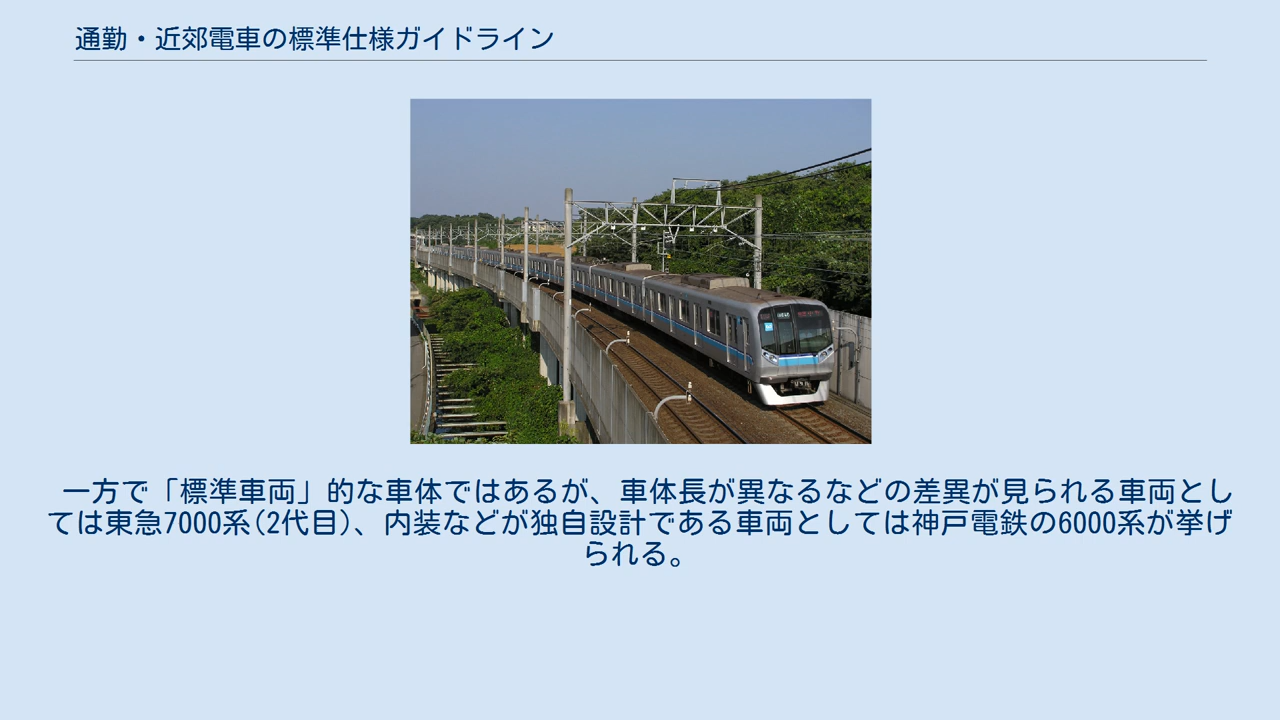 通勤・近郊電車の標準仕様ガイドライン
一方で「標準車両」的な車体ではあるが、車体長が異なるなどの差異が見られる車両とし
ては東急7000系(2代目)、内装などが独自設計である車両としては神戸電鉄の6000系が挙げ
られる。